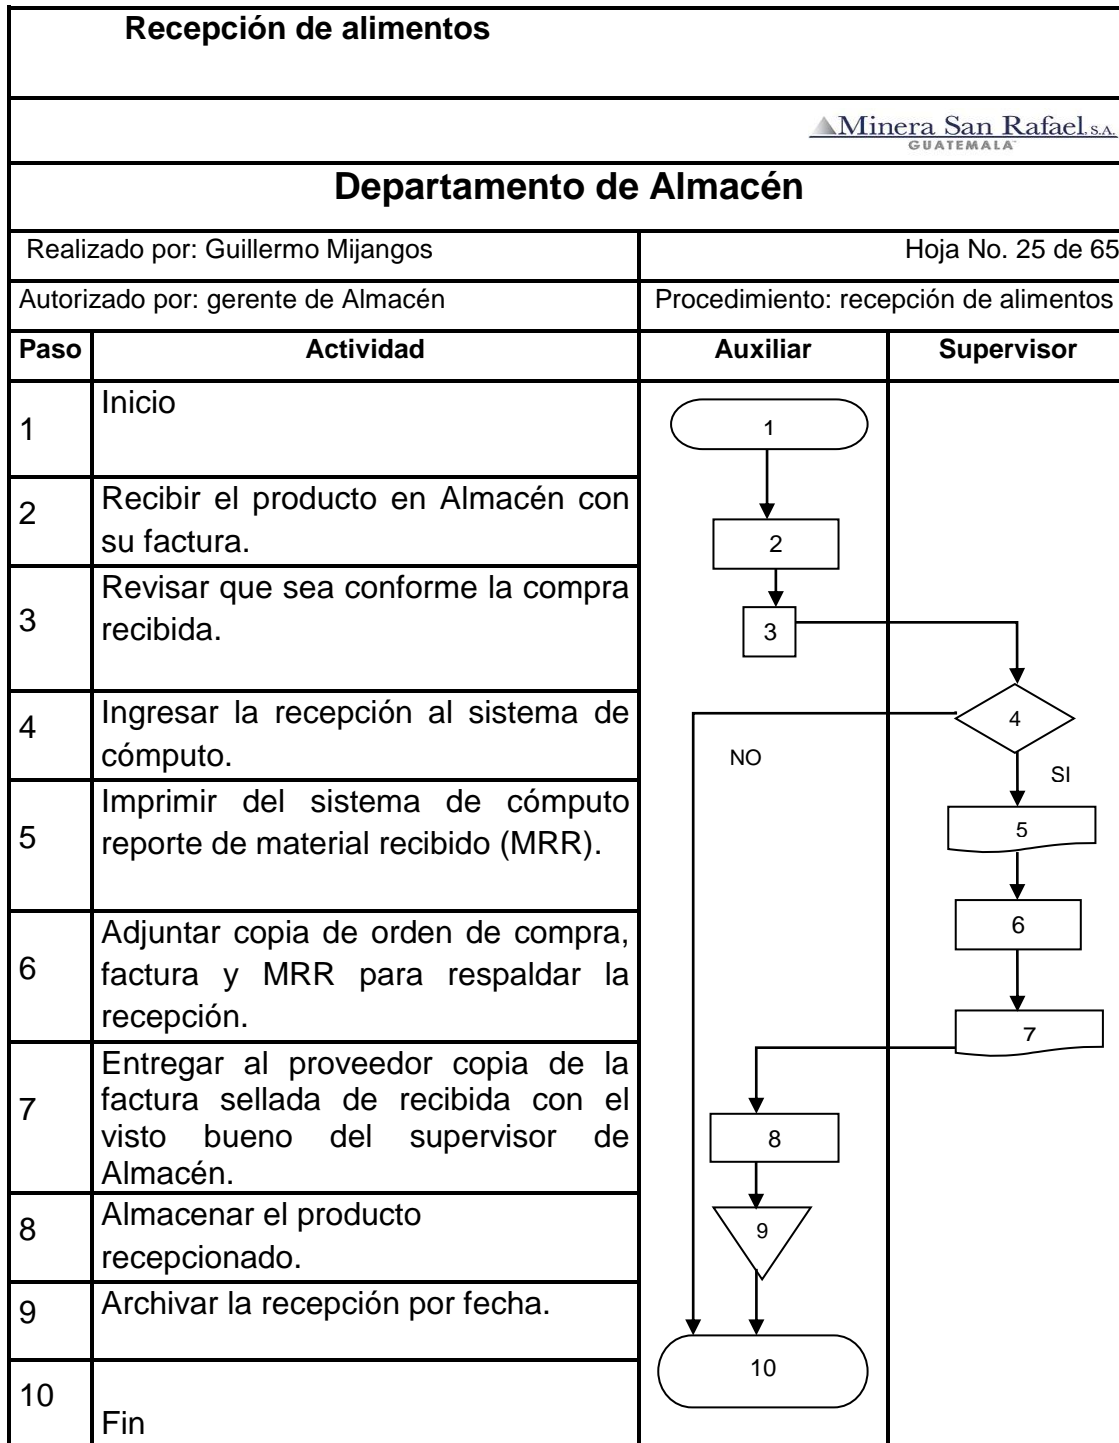 Recepción de alimentos
Minera San Rafael, S.A.
GUATEMALA
Departamento de Almacén
Realizado por: Guillermo Mijangos
Hoja No. 25 de 65
Autorizado por: gerente de Almacén
Procedimiento: recepción de alimentos
Paso
Actividad
Auxiliar
Supervisor
1
Inicio
2
Recibir el producto en Almacén con
su factura.
3
Revisar que sea conforme la compra
recibida.
4
Ingresar la recepción al sistema de
cómputo.
5
Imprimir del sistema de cómputo
reporte de material recibido (MRR).
6
Adjuntar copia de orden de compra,
factura y MRR para respaldar la
recepción.
7
Entregar al proveedor copia de la
factura sellada de recibida con el
visto bueno del supervisor de
Almacén.
8
Almacenar el producto
recepcionado.
9
Archivar la recepción por fecha.
10
Fin
1
2
3
4
NO
SI
5
6
7
8
9
10